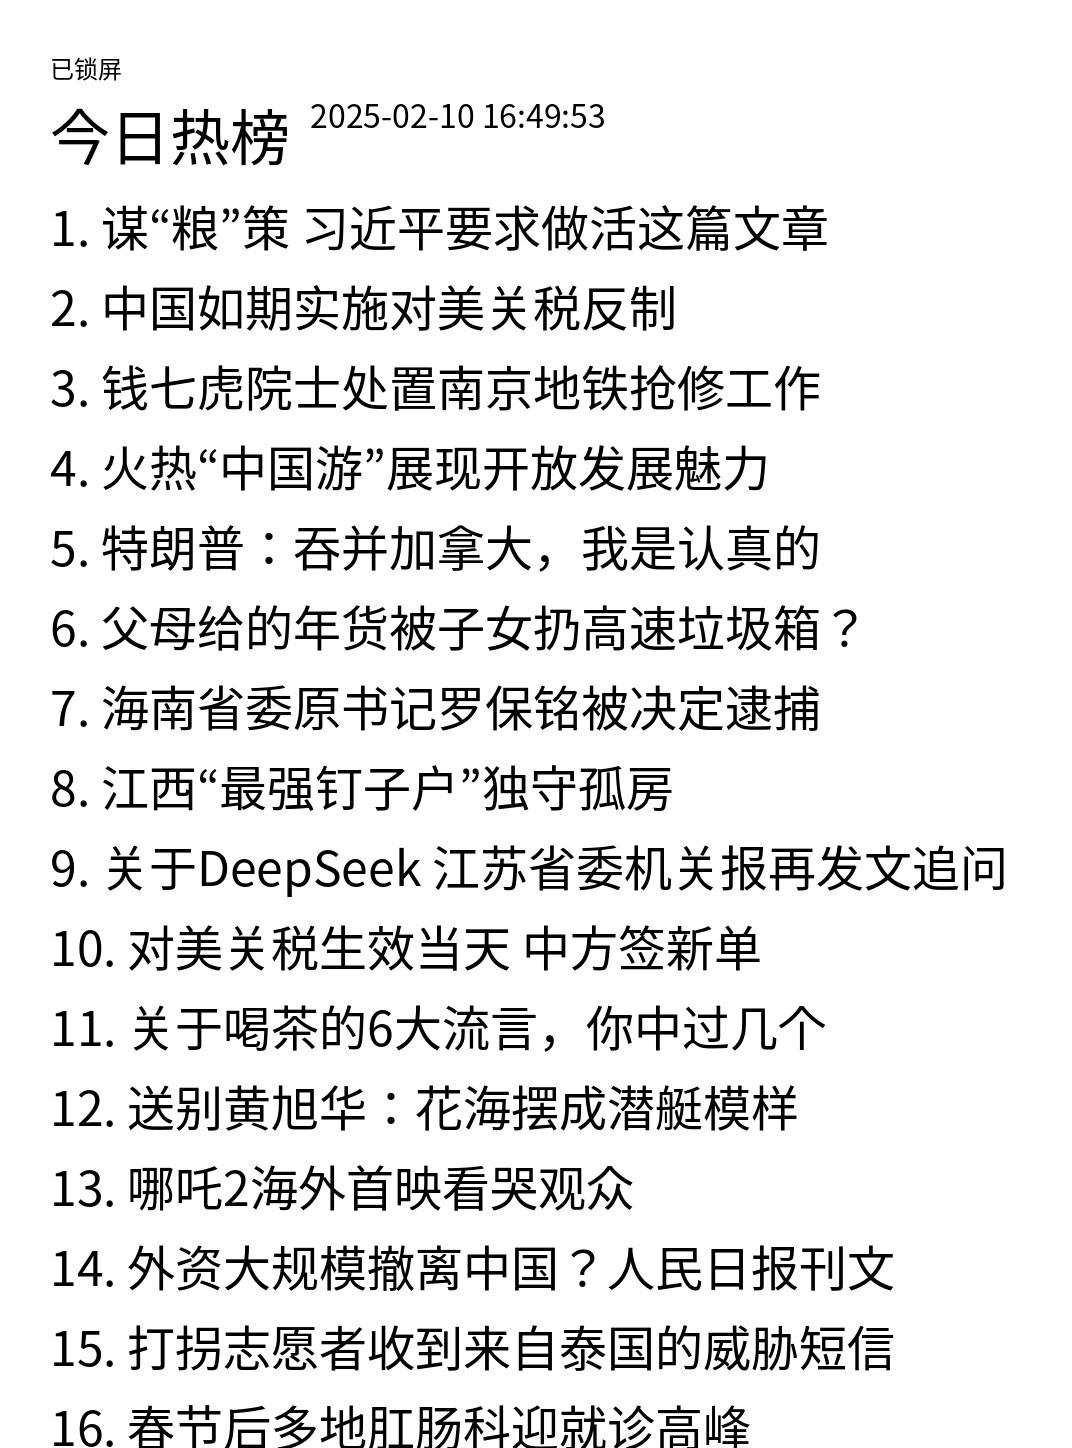 已锁屏
今日热榜 2025-02-10 16:49:53
1. 谋“粮”策 习近平要求做活这篇文章
2. 中国如期实施对美关税反制
3. 钱七虎院士处置南京地铁抢修工作
4. 火热“中国游”展现开放发展魅力
5. 特朗普：吞并加拿大，我是认真的
6. 父母给的年货被子女扔高速垃圾箱？
7. 海南省委原书记罗保铭被决定逮捕
8. 江西“最强钉子户”独守孤房
9. 关于DeepSeek 江苏省委机关报再发文追问
10. 对美关税生效当天 中方签新单
11. 关于喝茶的6大流言，你中过几个
12. 送别黄旭华：花海摆成潜艇模样
13. 哪吒2海外首映看哭观众
14. 外资大规模撤离中国？人民日报刊文
15. 打拐志愿者收到来自泰国的威胁短信
16. 春节后多地肛肠科迎就诊高峰